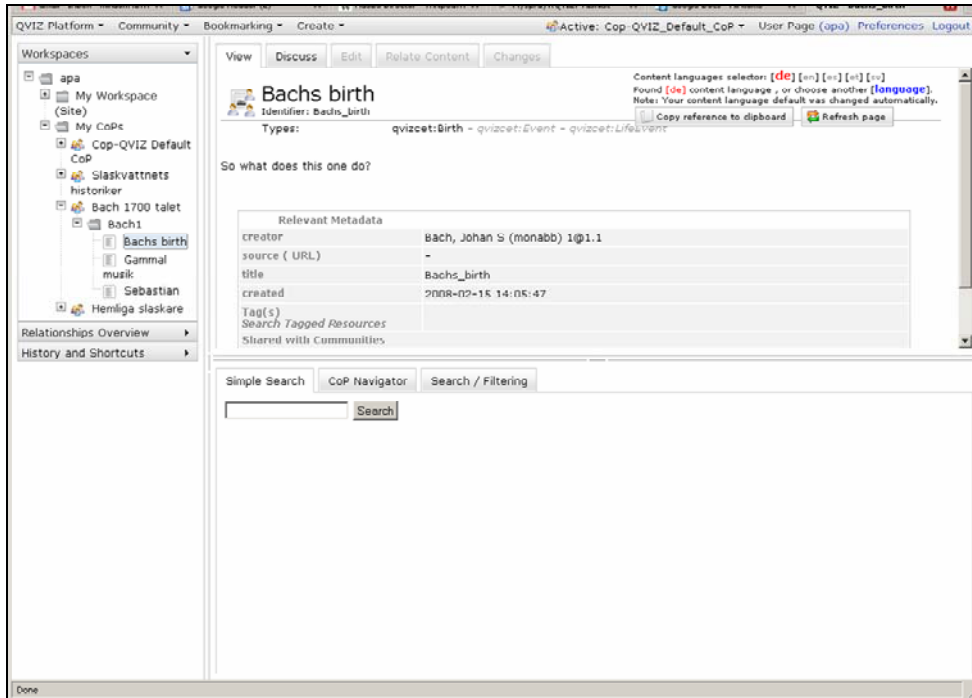 QVIZ Platform Community Bookmarking Create Active: Cop-QVIZ_Default_CoP User Page (apa) Preferences Logout
Workspaces
apa
My Workspace
(Site)
My CoPs
Cop-QVIZ Default
CoP
Slaskvattnets
historiker
Bach 1700 talet
Bach1
Bachs birth
Gammal
musik
Sebastian
Hemliga slaskare
Relationships Overview
History and Shortcuts
View Discuss Edit Relate Content Changes
Content languages selector: [de] [en] [es] [et] [sv]
Found [de] content language , or choose another [language].
Note: Your content language default was changed automatically.
Bachs birth
Identifier: Bachs_birth
Copy reference to clipboard Refresh page
Types: qvizcet:Birth - qvizcet:Event - qvizcet:LifeEvent
So what does this one do?
Relevant Metadata
creator Bach, Johan S (monabb) 1@1.1
source ( URL) -
title Bachs_birth
created 2008-02-15 14:05:47
Tag(s)
Search Tagged Resources
Shared with Communities
Simple Search CoP Navigator Search / Filtering
Search
Done